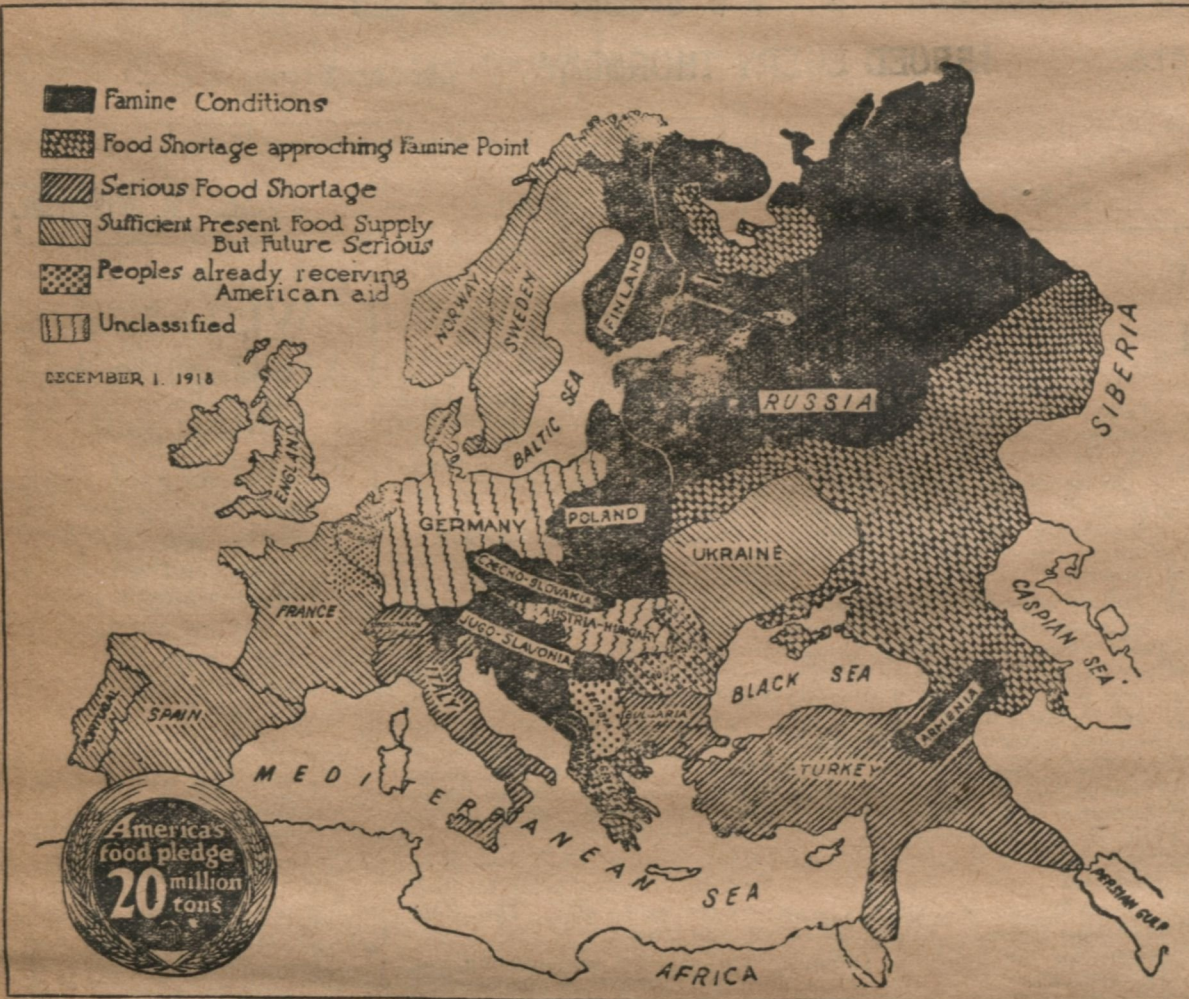 Famine Conditions
Food Shortage approching Famine Point
Serious Food Shortage
Sufficient Present Food Supply
But Future Serious
Peoples already receiving
American aid
Unclassified
DECEMBER 1. 1918
NORWAY
SWEDEN
FINLAND
RUSSIA
SIBERIA
BALTIC SEA
ENGLAND
GERMANY
POLAND
UKRAINE
CZECHO-SLOVAKIA
AUSTRIA-HUNGARY
JUGO-SLAVONIA
FRANCE
ITALY
SERBIA
BULGARIA
BLACK SEA
CASPIAN SEA
ARMENIA
TURKEY
PORTUGAL
SPAIN
MEDITERRANEAN SEA
PERSIAN GULF
AFRICA
America's
food pledge
20 million
tons